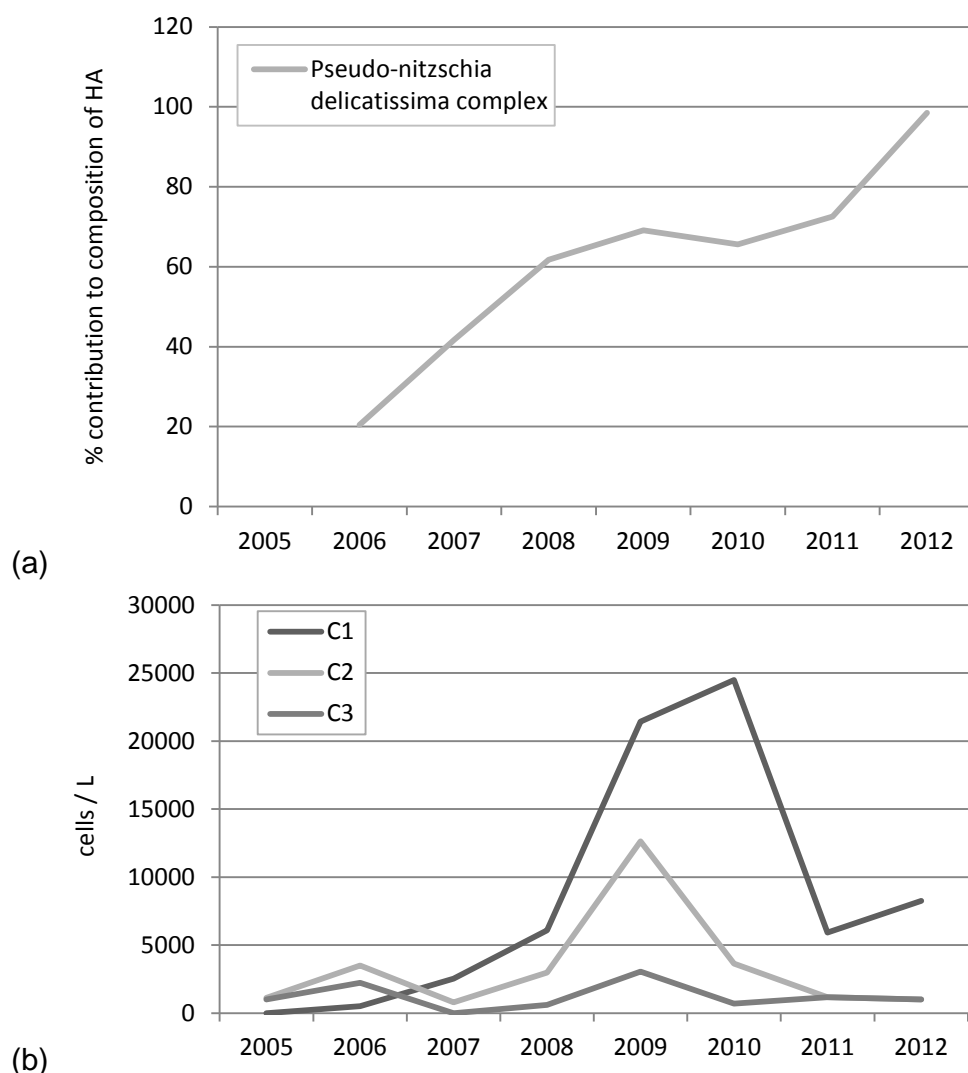 120
100
80
60
40
20
0
% contribution to composition of HA
Pseudo-nitzschia
delicatissima complex
2005 2006 2007 2008 2009 2010 2011 2012
(a)
30000
25000
20000
15000
10000
5000
0
cells / L
C1
C2
C3
2005 2006 2007 2008 2009 2010 2011 2012
(b)